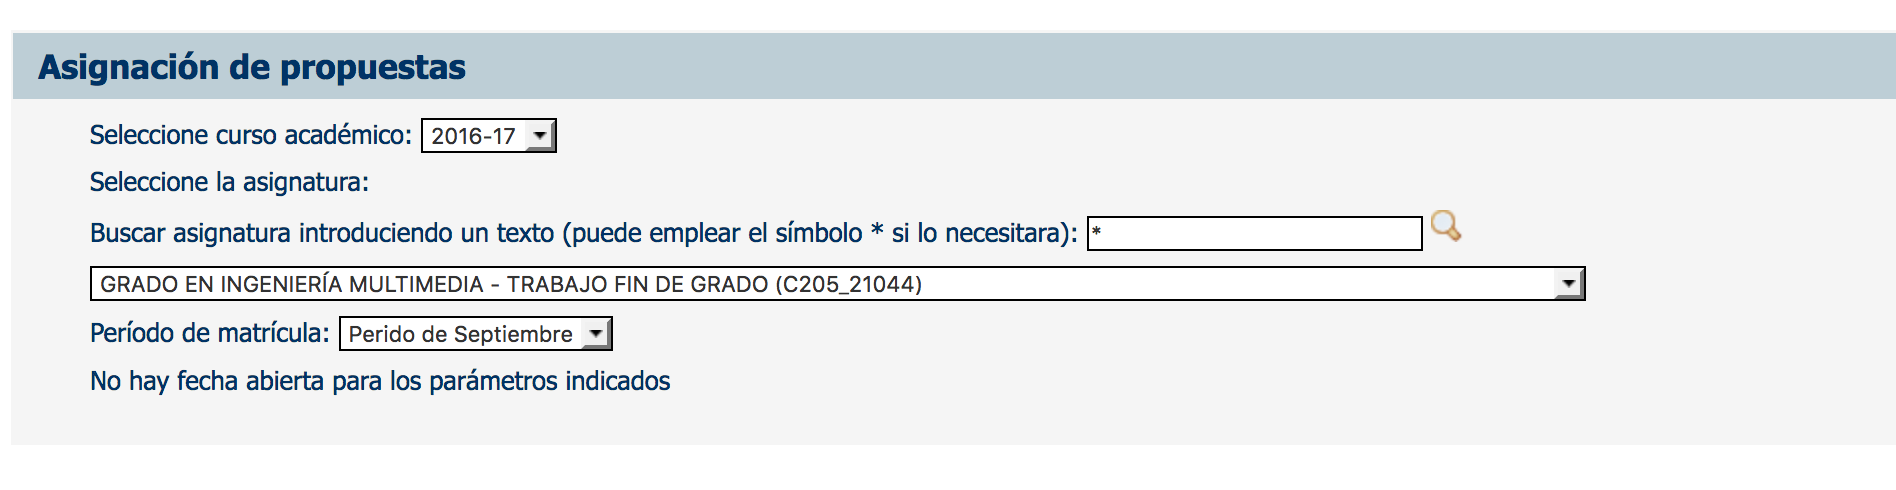 Asignación de propuestas
Seleccione curso académico: 2016-17
Seleccione la asignatura:
Buscar asignatura introduciendo un texto (puede emplear el símbolo * si lo necesitara): *
GRADO EN INGENIERÍA MULTIMEDIA - TRABAJO FIN DE GRADO (C205_21044)
Período de matrícula: Perido de Septiembre
No hay fecha abierta para los parámetros indicados